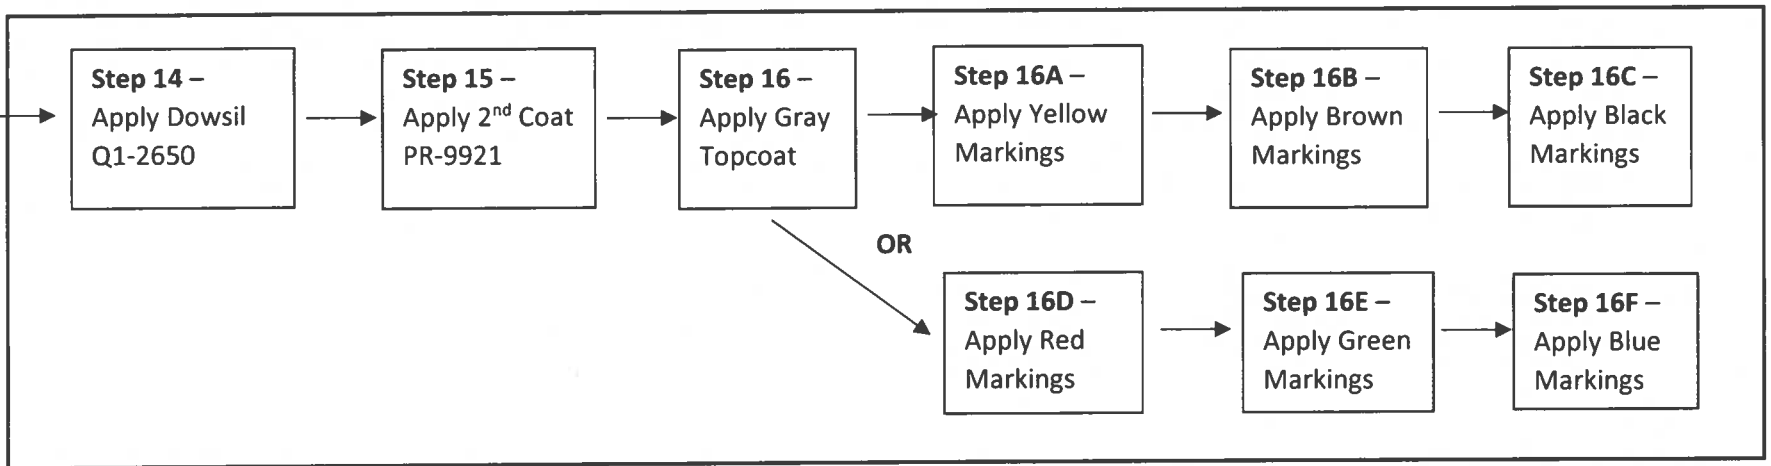 Step 14 –
Apply Dowsil
Q1-2650
Step 15 –
Apply 2nd Coat
PR-9921
Step 16 –
Apply Gray
Topcoat
Step 16A –
Apply Yellow
Markings
Step 16B –
Apply Brown
Markings
Step 16C –
Apply Black
Markings
OR
Step 16D –
Apply Red
Markings
Step 16E –
Apply Green
Markings
Step 16F –
Apply Blue
Markings